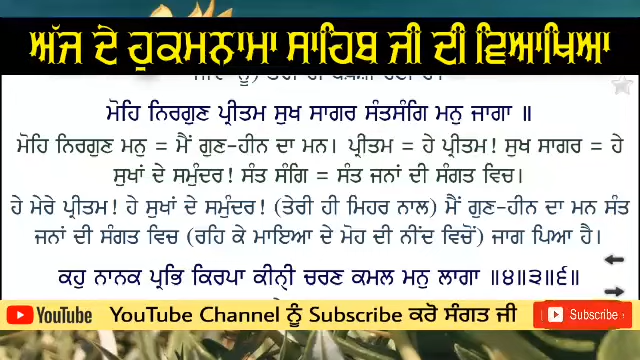 ਅੱਜ ਦੇ ਹੁਕਮਨਾਮਾ ਸਾਹਿਬ ਜੀ ਦੀ ਵਿਆਖਿਆ
ਮੋਹਿ ਨਿਰਗੁਣ ਪ੍ਰੀਤਮ ਸੁਖ ਸਾਗਰ ਸੰਤਸੰਗਿ ਮਨੁ ਜਾਗਾ ॥
ਮੋਹਿ ਨਿਰਗੁਣ ਮਨੁ = ਮੈਂ ਗੁਣ-ਹੀਨ ਦਾ ਮਨ। ਪ੍ਰੀਤਮ = ਹੇ ਪ੍ਰੀਤਮ! ਸੁਖ ਸਾਗਰ = ਹੇ
ਸੁਖਾਂ ਦੇ ਸਮੁੰਦਰ! ਸੰਤ ਸੰਗਿ = ਸੰਤ ਜਨਾਂ ਦੀ ਸੰਗਤ ਵਿਚ।
ਹੇ ਮੇਰੇ ਪ੍ਰੀਤਮ! ਹੇ ਸੁਖਾਂ ਦੇ ਸਮੁੰਦਰ! (ਤੇਰੀ ਹੀ ਮਿਹਰ ਨਾਲ) ਮੈਂ ਗੁਣ-ਹੀਨ ਦਾ ਮਨ ਸੰਤ
ਜਨਾਂ ਦੀ ਸੰਗਤ ਵਿਚ (ਰਹਿ ਕੇ ਮਾਇਆ ਦੇ ਮੋਹ ਦੀ ਨੀਂਦ ਵਿਚੋਂ) ਜਾਗ ਪਿਆ ਹੈ।
ਕਹੁ ਨਾਨਕ ਪ੍ਰਭਿ ਕਿਰਪਾ ਕੀਨ੍ਹੀ ਚਰਣ ਕਮਲ ਮਨੁ ਲਾਗਾ ॥੪॥੩॥੬॥
YouTube YouTube Channel ਨੂੰ Subscribe ਕਰੋ ਸੰਗਤ ਜੀ Subscribe